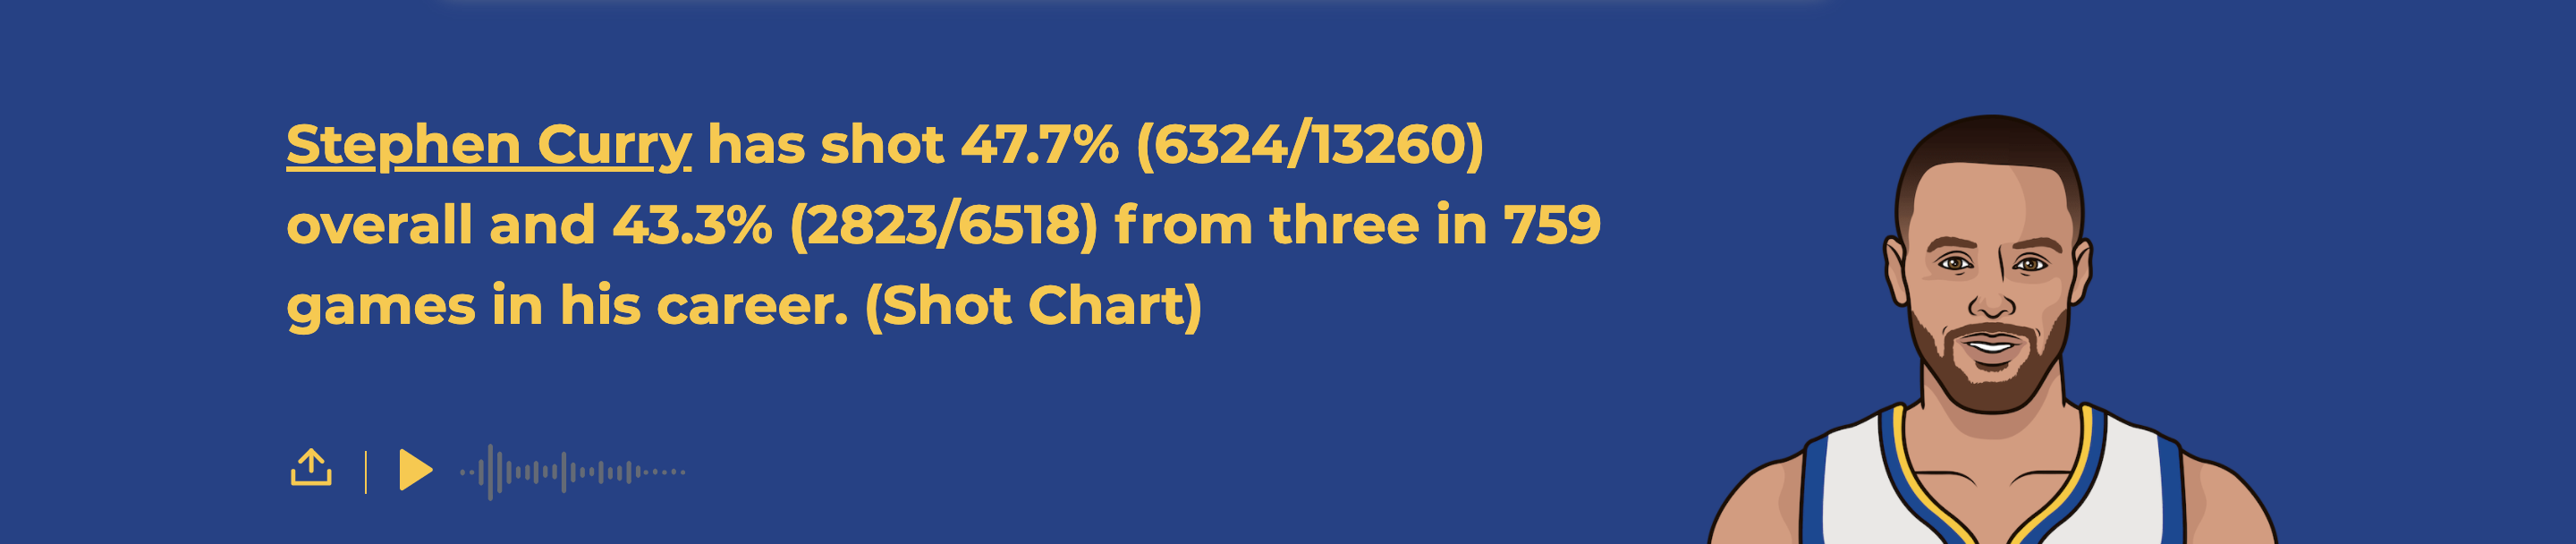 Stephen Curry has shot 47.7% (6324/13260)
overall and 43.3% (2823/6518) from three in 759
games in his career. (Shot Chart)